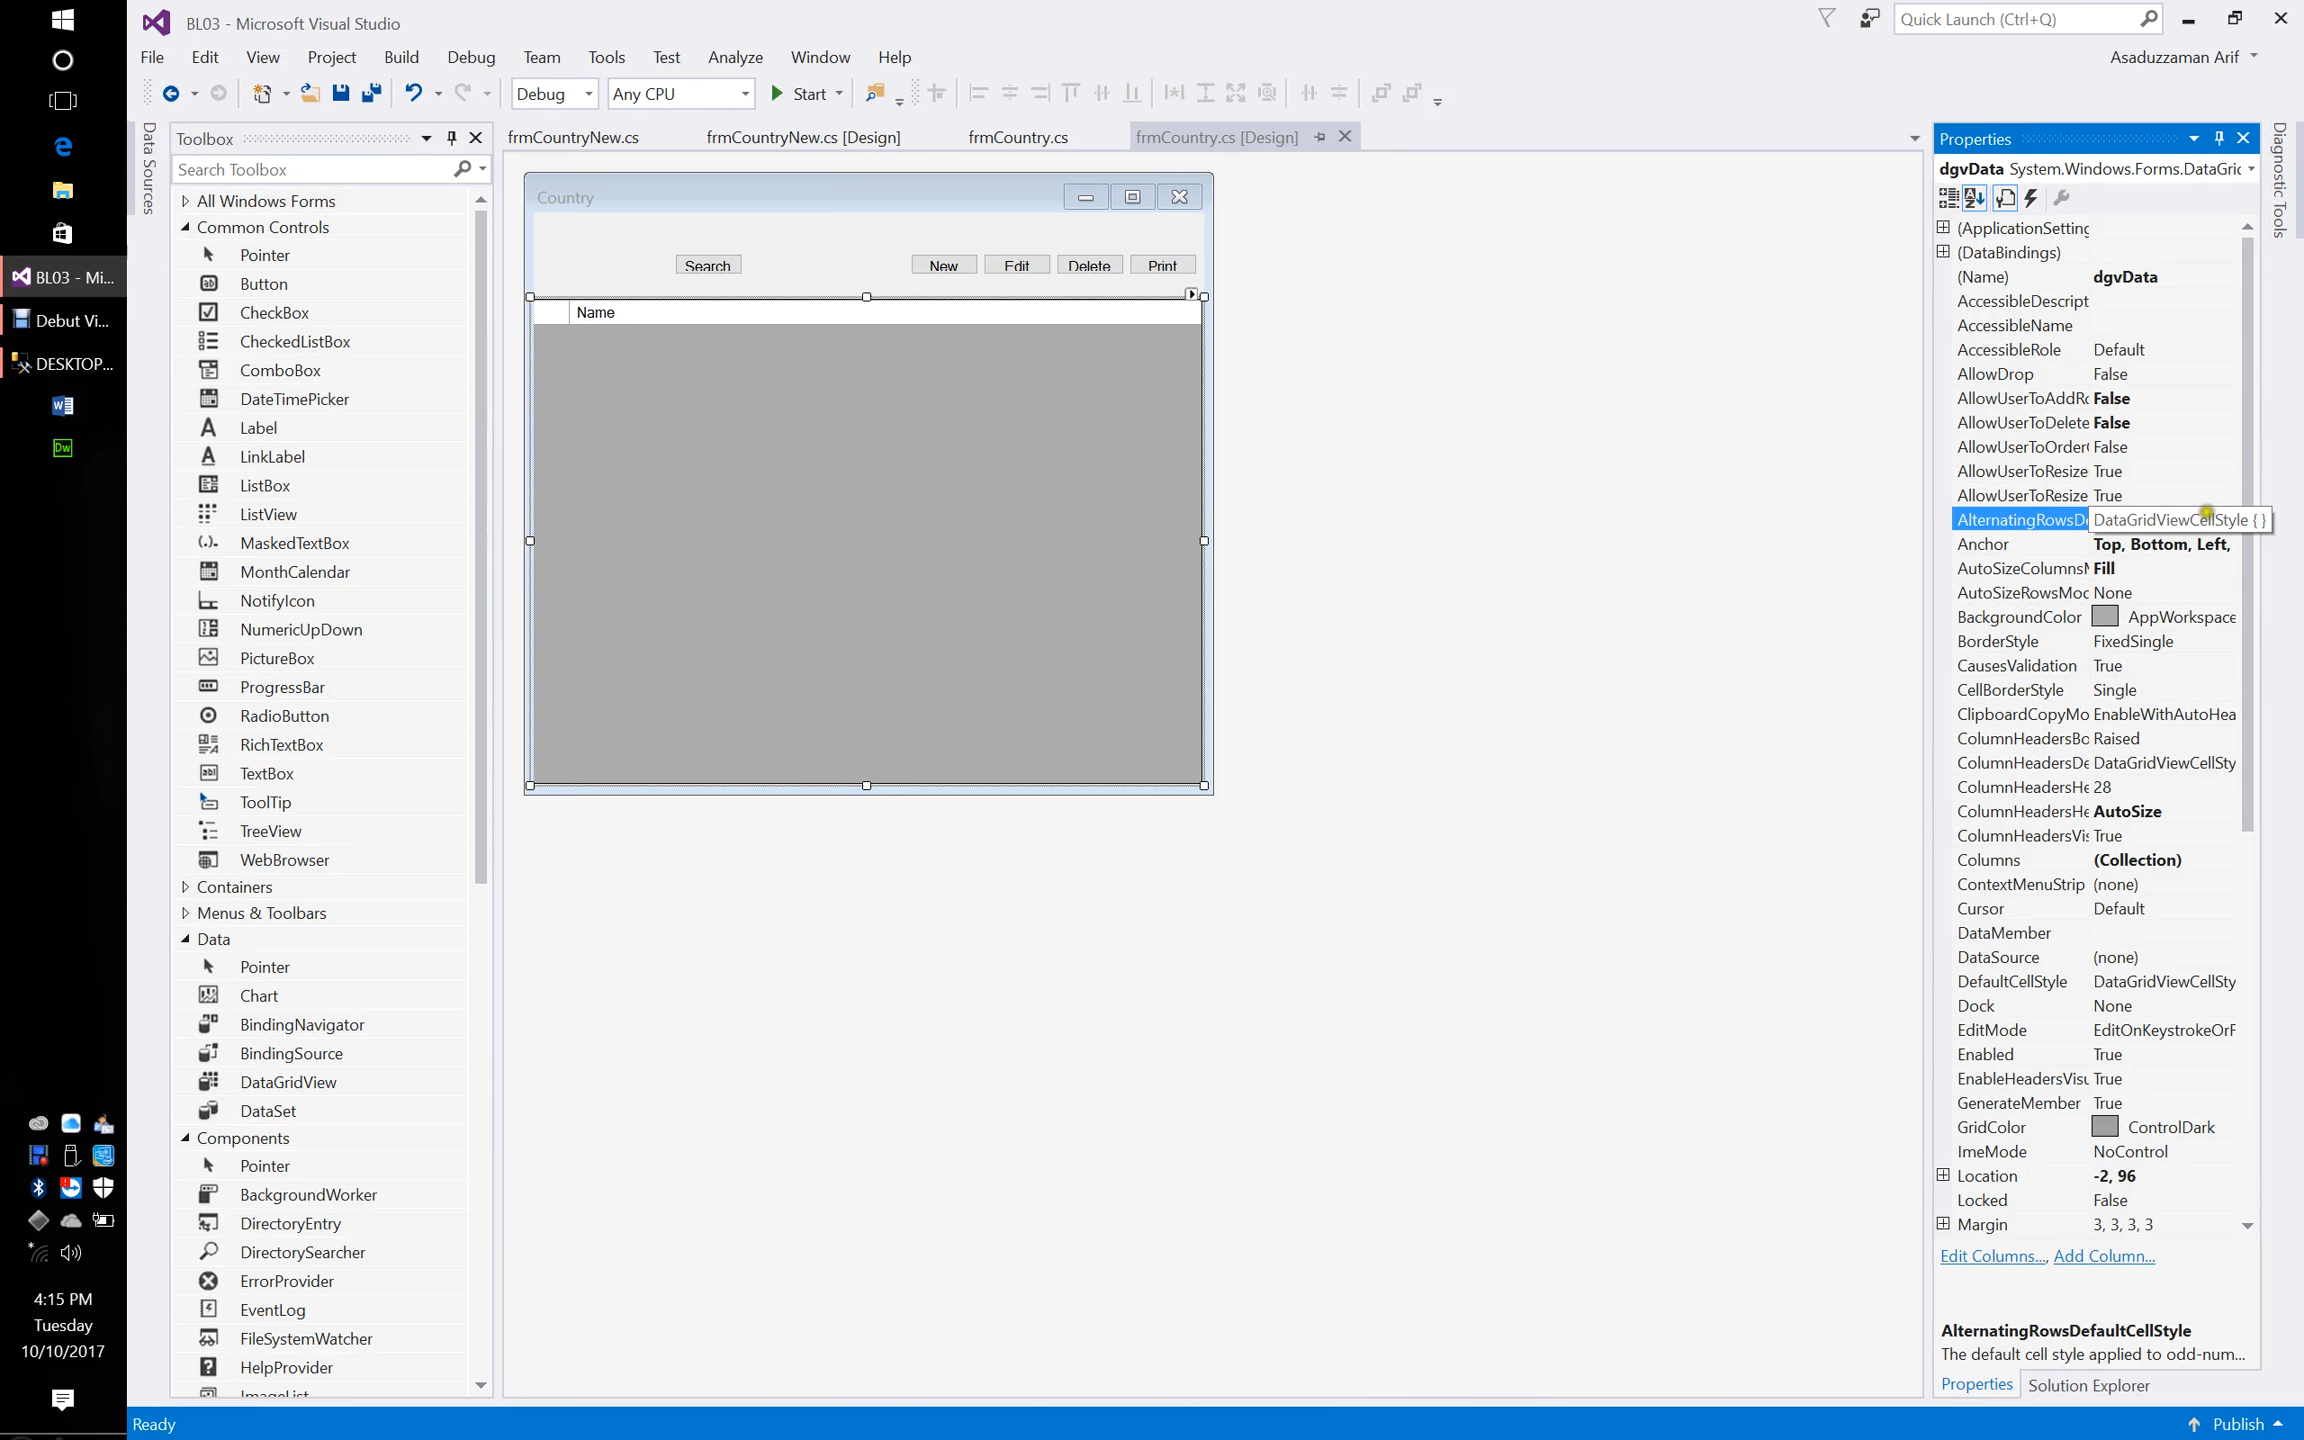 BL03 - Microsoft Visual Studio
Quick Launch (Ctrl+Q)
File Edit View Project Build Debug Team Tools Test Analyze Window Help
Asaduzzaman Arif
Debug Any CPU Start
Data Sources
Toolbox
Search Toolbox
All Windows Forms
Common Controls
Pointer
Button
CheckBox
CheckedListBox
ComboBox
DateTimePicker
Label
LinkLabel
ListBox
ListView
MaskedTextBox
MonthCalendar
NotifyIcon
NumericUpDown
PictureBox
ProgressBar
RadioButton
RichTextBox
TextBox
ToolTip
TreeView
WebBrowser
Containers
Menus & Toolbars
Data
Pointer
Chart
BindingNavigator
BindingSource
DataGridView
DataSet
Components
Pointer
BackgroundWorker
DirectoryEntry
DirectorySearcher
ErrorProvider
EventLog
FileSystemWatcher
HelpProvider
ImageList
frmCountryNew.cs frmCountryNew.cs [Design] frmCountry.cs frmCountry.cs [Design]
Country
Search New Edit Delete Print
Name
Properties
dgvData System.Windows.Forms.DataGric
(ApplicationSetting
(DataBindings)
(Name) dgvData
AccessibleDescript
AccessibleName
AccessibleRole Default
AllowDrop False
AllowUserToAddRo False
AllowUserToDelete False
AllowUserToOrder False
AllowUserToResize True
AllowUserToResize True
AlternatingRowsDe DataGridViewCellStyle { }
Anchor Top, Bottom, Left,
AutoSizeColumnsM Fill
AutoSizeRowsMod None
BackgroundColor AppWorkspace
BorderStyle FixedSingle
CausesValidation True
CellBorderStyle Single
ClipboardCopyMo EnableWithAutoHea
ColumnHeadersBo Raised
ColumnHeadersDe DataGridViewCellSty
ColumnHeadersHe 28
ColumnHeadersHe AutoSize
ColumnHeadersVis True
Columns (Collection)
ContextMenuStrip (none)
Cursor Default
DataMember
DataSource (none)
DefaultCellStyle DataGridViewCellSty
Dock None
EditMode EditOnKeystrokeOrF
Enabled True
EnableHeadersVisu True
GenerateMember True
GridColor ControlDark
ImeMode NoControl
Location -2, 96
Locked False
Margin 3, 3, 3, 3
Edit Columns..., Add Column...
AlternatingRowsDefaultCellStyle
The default cell style applied to odd-num...
Properties Solution Explorer
Diagnostic Tools
BL03 - Mi...
Debut Vi...
DESKTOP...
Dw
4:15 PM
Tuesday
10/10/2017
Ready
Publish